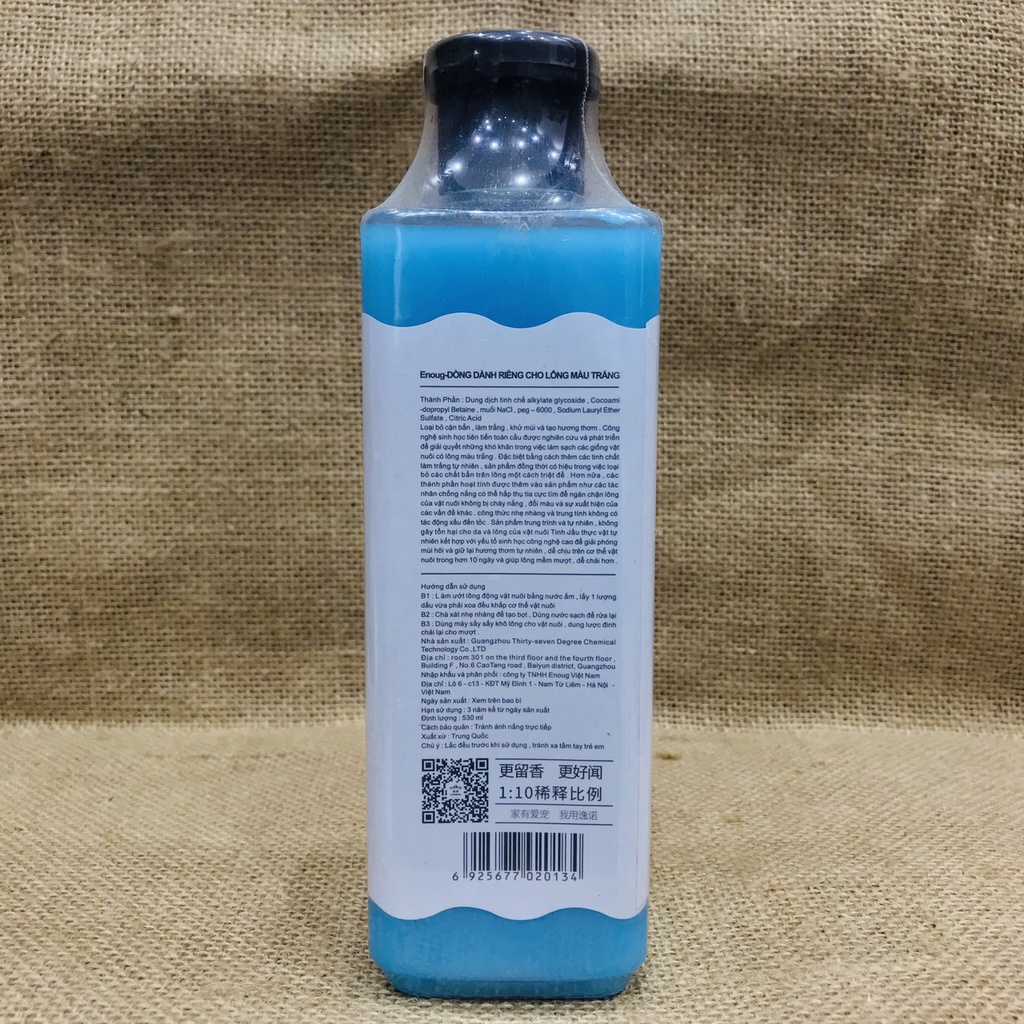 Enoug-DÒNG DÀNH RIÊNG CHO LÔNG MÀU TRẮNG
Thành Phần : Dung dịch tinh chế alkylate glycoside , Cocoami
-dopropyl Betaine , muối NaCl , peg – 6000 , Sodium Lauryl Ether
Sulfate , Citric Acid
Loại bỏ cặn bẩn , làm trắng , khử mùi và tạo hương thơm . Công
nghệ sinh học tiên tiến toàn cầu được nghiên cứu và phát triển
để giải quyết những khó khăn trong việc làm sạch các giống vật
nuôi có lông màu trắng . Đặc biệt bằng cách thêm các tinh chất
làm trắng tự nhiên , sản phẩm đồng thời có hiệu trong việc loại
bỏ các chất bẩn trên lông một cách triệt để . Hơn nữa , các
thành phần hoạt tính được thêm vào sản phẩm như các tác
nhân chống nắng có thể hấp thụ tia cực tím để ngăn chặn lông
của vật nuôi không bị cháy nắng , đổi màu và sự xuất hiện của
các vấn đề khác . công thức nhẹ nhàng và trung tính không có
tác động xấu đến tóc . Sản phẩm trung trính và tự nhiên , không
gây tổn hại cho da và lông của vật nuôi Tinh dầu thực vật tự
nhiên kết hợp với yếu tố sinh học công nghệ cao để giải phóng
mùi hôi và giữ lại hương thơm tự nhiên , dễ chịu trên cơ thể vật
nuôi trong hơn 10 ngày và giúp lông mềm mượt , dễ chải hơn .
Hướng dẫn sử dụng
B1 : L àm ướt lông động vật nuôi bằng nước ấm , lấy 1 lượng
dầu vừa phải xoa đều khắp cơ thể vật nuôi
B2 : Chà xát nhẹ nhàng để tạo bọt , Dùng nước sạch để rửa lại
B3 : Dùng máy sấy sấy khô lông cho vật nuôi , dung lược đinh
chải lại cho mượt .
Nhà sản xuất : Guangzhou Thirty-seven Degree Chemical
Technology Co.,LTD
Địa chỉ : room 301 on the third floor and the fourth floor ,
Building F , No.6 CaoTang road , Baiyun district, Guangzhou
Nhập khẩu và phân phối : công ty TNHH Enoug Việt Nam
Địa chỉ : Lô 6 - c13 - KĐT Mỹ Đình 1 - Nam Từ Liêm - Hà Nội -
Việt Nam
Ngày sản xuất : Xem trên bao bì
Hạn sử dụng : 3 năm kể từ ngày sản xuất
Định lượng : 530 ml
Cách bảo quản : Tránh ánh nắng trực tiếp
Xuất xứ : Trung Quốc
Chú ý : Lắc đều trước khi sử dụng , tránh xa tầm tay trẻ em
更留香 更好闻
1:10稀释比例
家有爱宠 我用逸诺
6 925677 020134